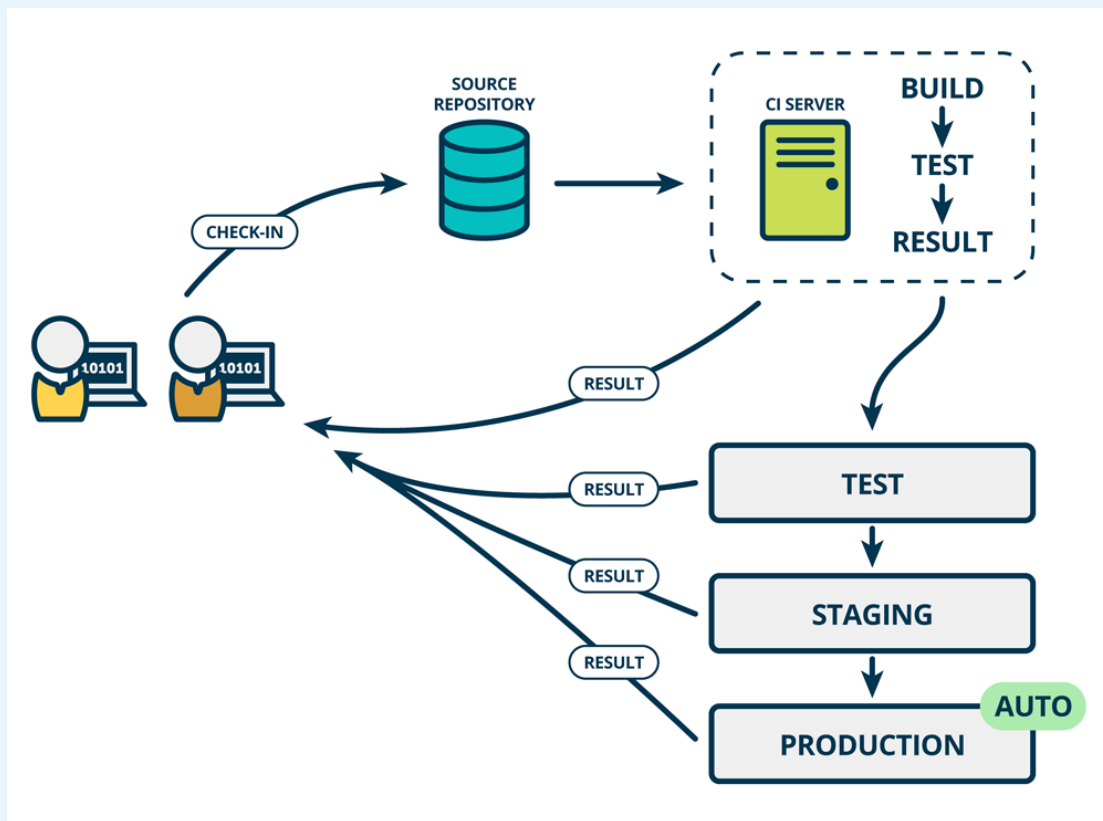 SOURCE
REPOSITORY
CI SERVER
BUILD
TEST
RESULT
CHECK-IN
10101
10101
RESULT
TEST
RESULT
STAGING
RESULT
PRODUCTION
AUTO
RESULT